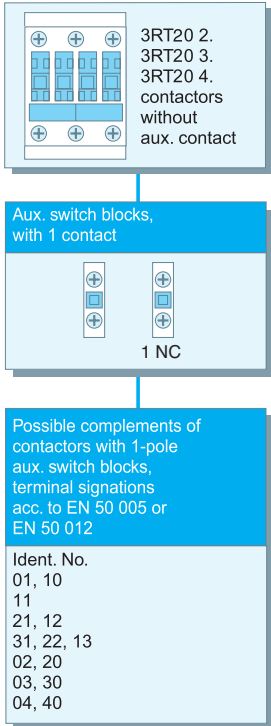 3RT20 2.
3RT20 3.
3RT20 4.
contactors
without
aux. contact
Aux. switch blocks,
with 1 contact
1 NC
Possible complements of
contactors with 1-pole
aux. switch blocks,
terminal signations
acc. to EN 50 005 or
EN 50 012
Ident. No.
01, 10
11
21, 12
31, 22, 13
02, 20
03, 30
04, 40